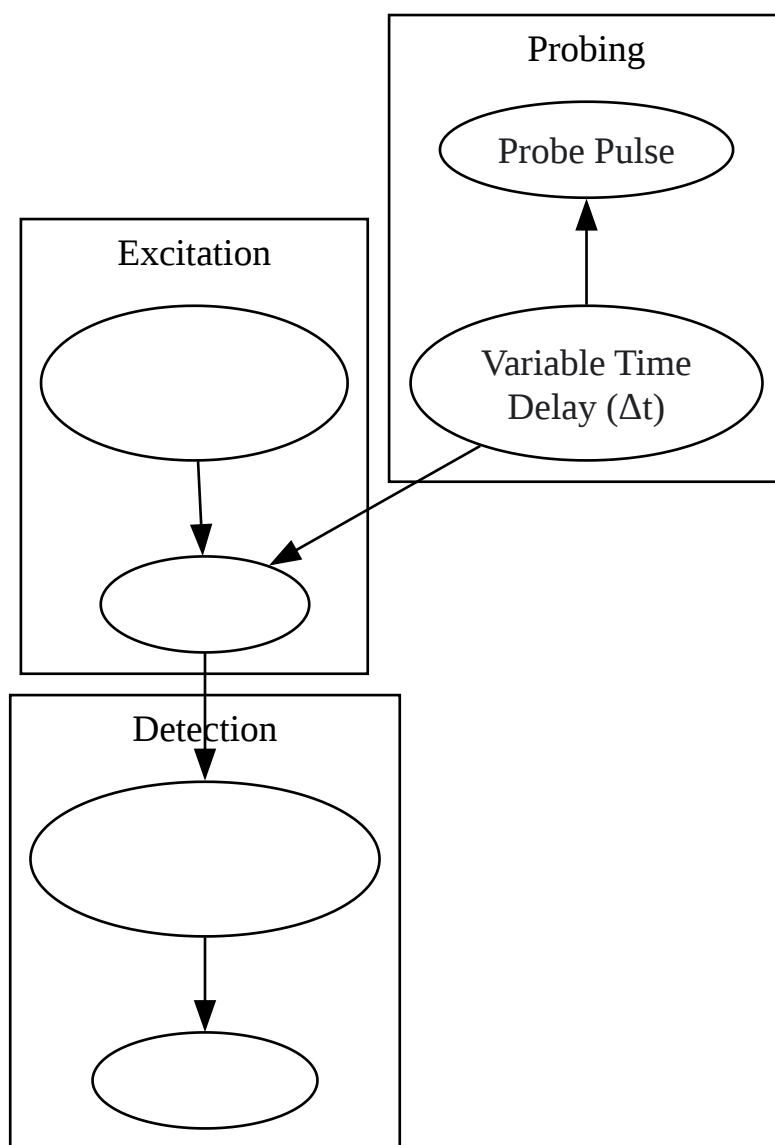 Probing
Probe Pulse
Excitation
Variable Time
Delay (Δt)
Detection